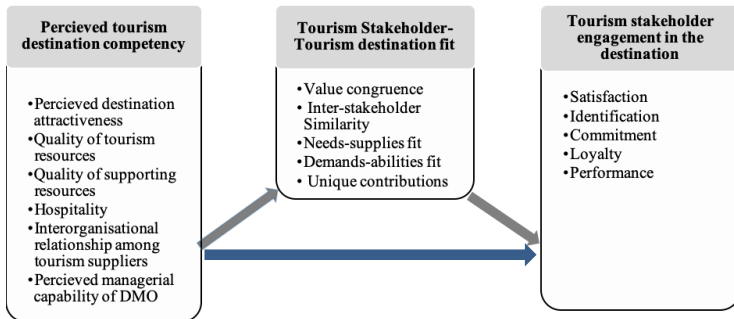 Percieved tourism
destination competency
•Percieved destination
attractiveness
•Quality of tourism
resources
•Quality of supporting
resources
•Hospitality
•Interorganisational
relationship among
tourism suppliers
•Percieved managerial
capability of DMO
Tourism Stakeholder-
Tourism destination fit
•Value congruence
• Inter-stakeholder
Similarity
•Needs-supplies fit
•Demands-abilities fit
• Unique contributions
Tourism stakeholder
engagement in the
destination
•Satisfaction
•Identification
•Commitment
•Loyalty
•Performance